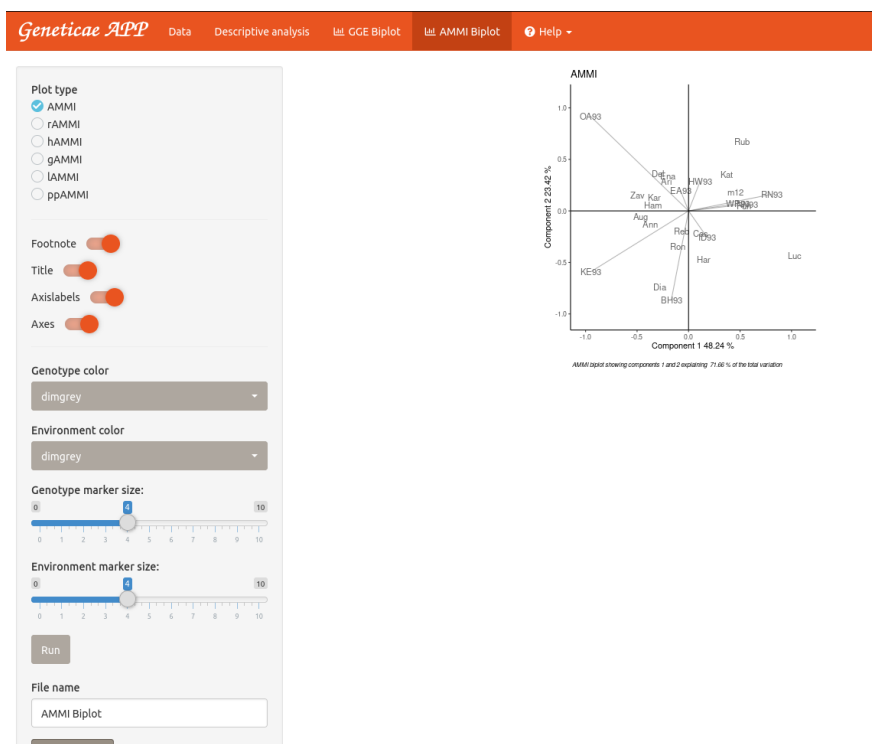 Geneticae APP Data Descriptive analysis GGE Biplot AMMI Biplot Help
Plot type
AMMI
rAMMI
hAMMI
gAMMI
lAMMI
ppAMMI
Footnote
Title
Axislabels
Axes
Genotype color
dimgrey
Environment color
dimgrey
Genotype marker size:
0 4 10
0 1 2 3 4 5 6 7 8 9 10
Environment marker size:
0 4 10
0 1 2 3 4 5 6 7 8 9 10
Run
File name
AMMI Biplot
AMMI
1.0
OA93
Rub
0.5
Kat
HW93
EA93
m12
RN93
Zav Kar
Ham
0.0
Aug
Ann
Reb
ID93
Ron
Har
Luc
-0.5
KE93
Dia
BH93
-1.0
Component 2 23.42 %
-1.0 -0.5 0.0 0.5 1.0
Component 1 48.24 %
AMMI biplot showing components 1 and 2 explaining 71.66 % of the total variation